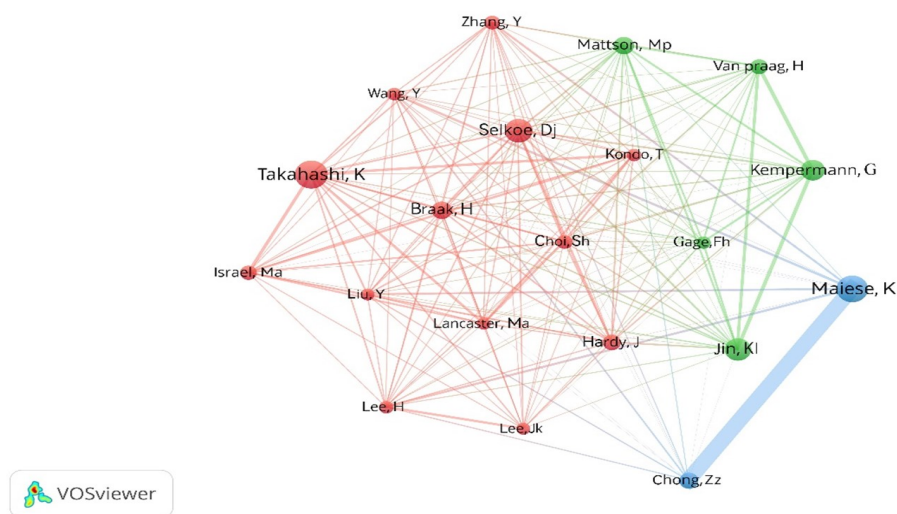 Zhang, Y
Mattson, Mp
Van praag, H
Wang, Y
Selkoe, Dj
Kondo, T
Takahashi, K
Kempermann, G
Braak, H
Choi,Sh
Gage,Fh
Israel, Ma
Maiese, K
Liu, Y
Lancaster, Ma
Hardy, J
Jin, Kl
Lee, H
Lee,Jk
Chong,Zz
VOSviewer